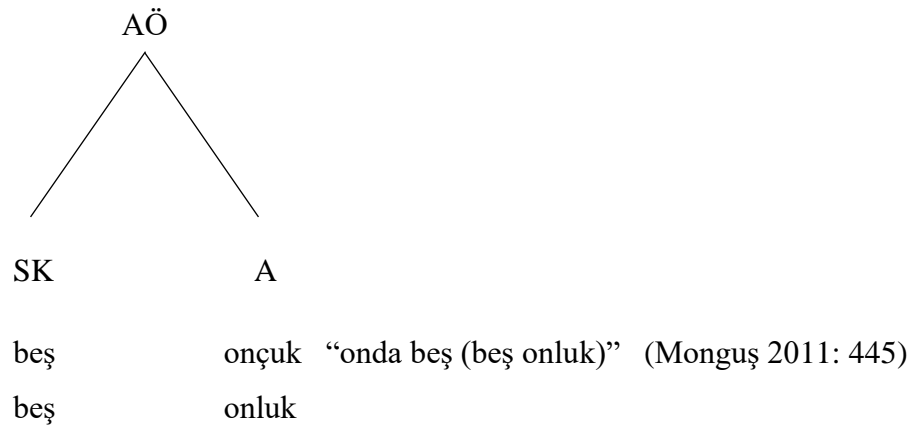 AÖ
SK A
beş onçuk “onda beş (beş onluk)” (Monguş 2011: 445)
beş onluk